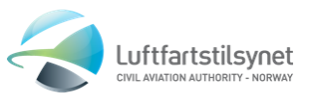 Luftfartstilsynet
CIVIL AVIATION AUTHORITY - NORWAY